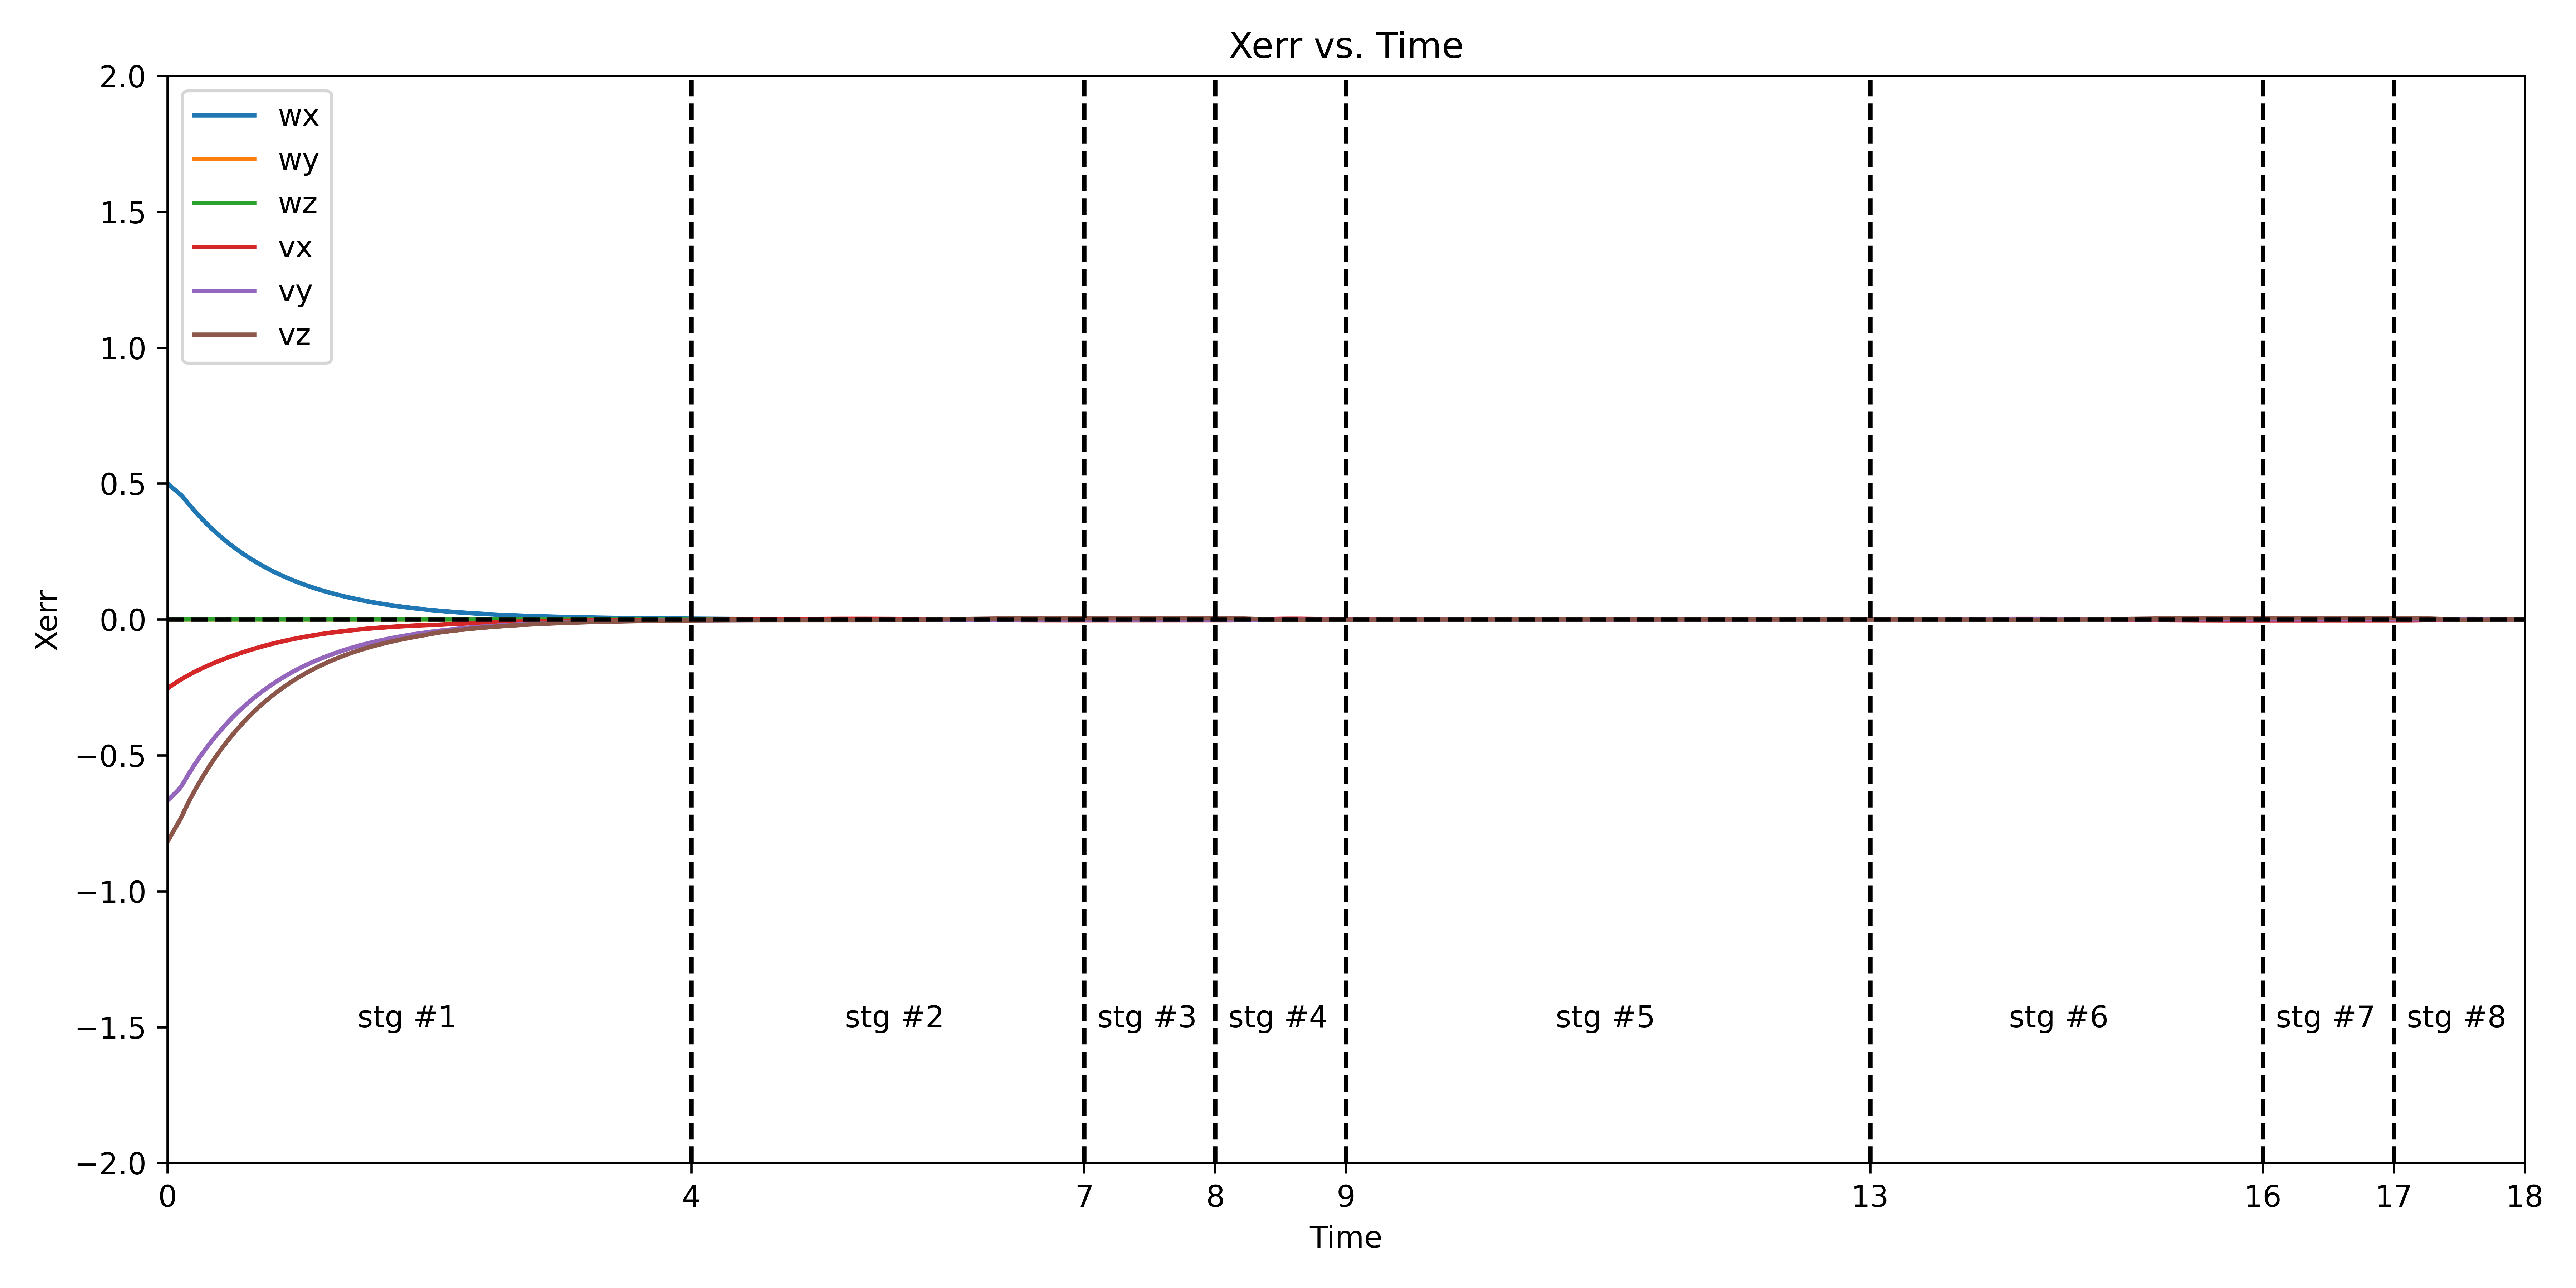 Xerr vs. Time
2.0
1.5
1.0
0.5
0.0
−0.5
−1.0
−1.5
−2.0
Xerr
wx
wy
wz
vx
vy
vz
stg #1 stg #2 stg #3 stg #4 stg #5 stg #6 stg #7 stg #8
0 4 7 8 9 13 16 17 18
Time